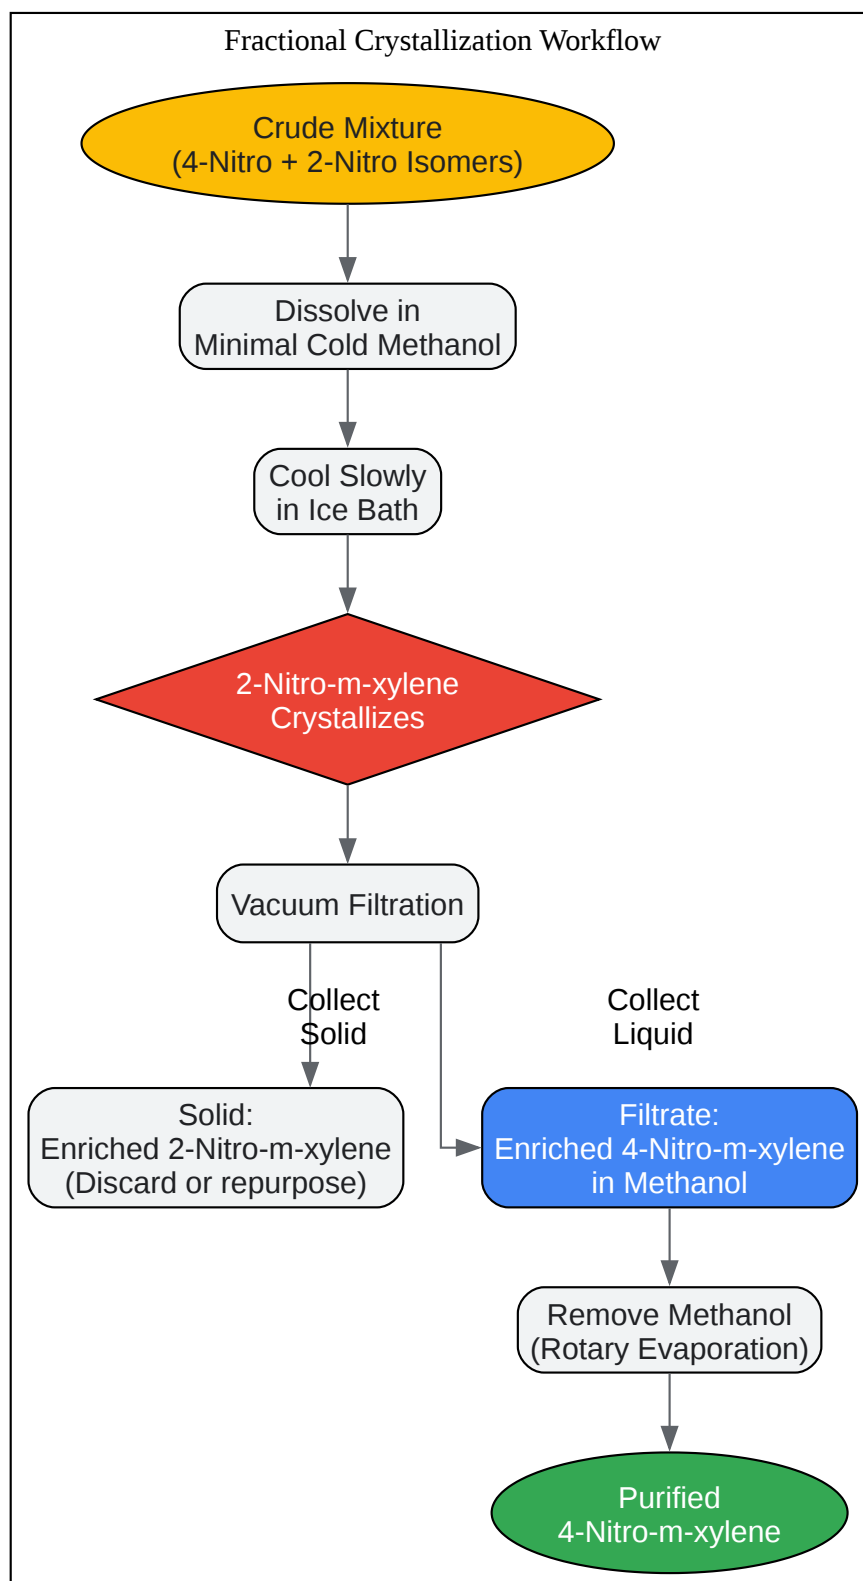 Fractional Crystallization Workflow
Crude Mixture
(4-Nitro + 2-Nitro Isomers)
Dissolve in
Minimal Cold Methanol
Cool Slowly
in Ice Bath
2-Nitro-m-xylene
Crystallizes
Vacuum Filtration
Collect
Solid
Collect
Liquid
Solid:
Enriched 2-Nitro-m-xylene
(Discard or repurpose)
Filtrate:
Enriched 4-Nitro-m-xylene
in Methanol
Remove Methanol
(Rotary Evaporation)
Purified
4-Nitro-m-xylene